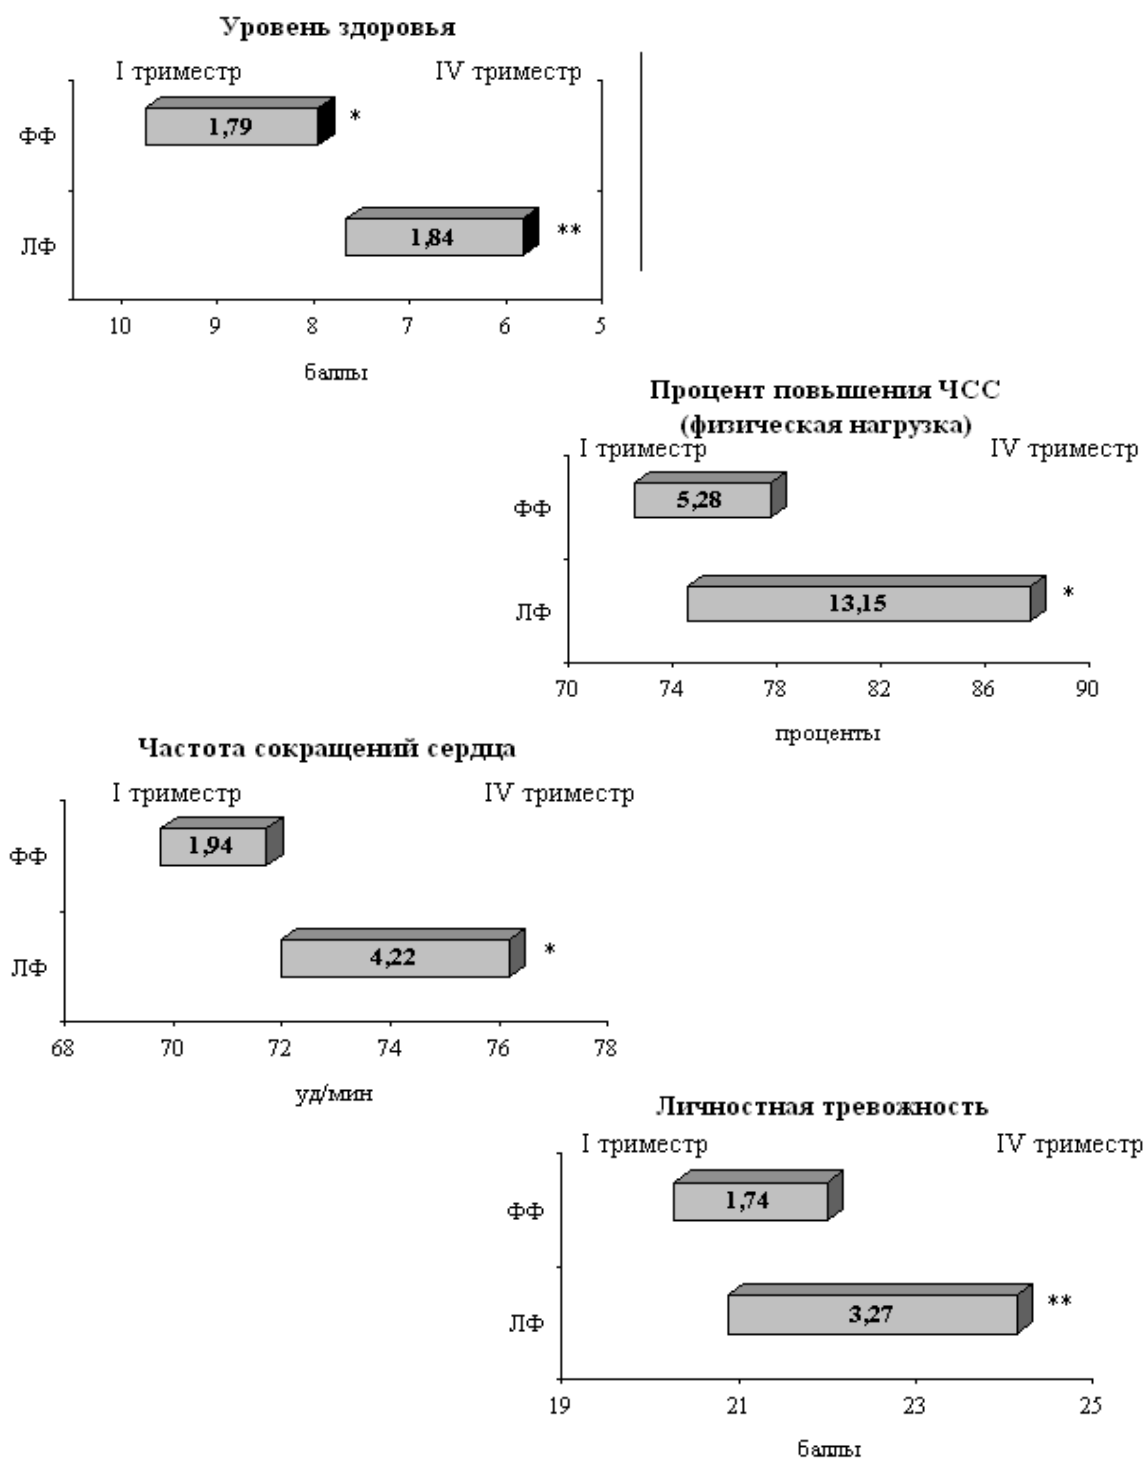 Уровень здоровья
I триместр IV триместр
ФФ 1,79 *
ЛФ 1,84 **
10 9 8 7 6 5
баллы
Процент повышения ЧСС
(физическая нагрузка)
I триместр IV триместр
ФФ 5,28
ЛФ 13,15 *
70 74 78 82 86 90
проценты
Частота сокращений сердца
I триместр IV триместр
ФФ 1,94
ЛФ 4,22 *
68 70 72 74 76 78
уд/мин
Личностная тревожность
I триместр IV триместр
ФФ 1,74
ЛФ 3,27 **
19 21 23 25
баллы